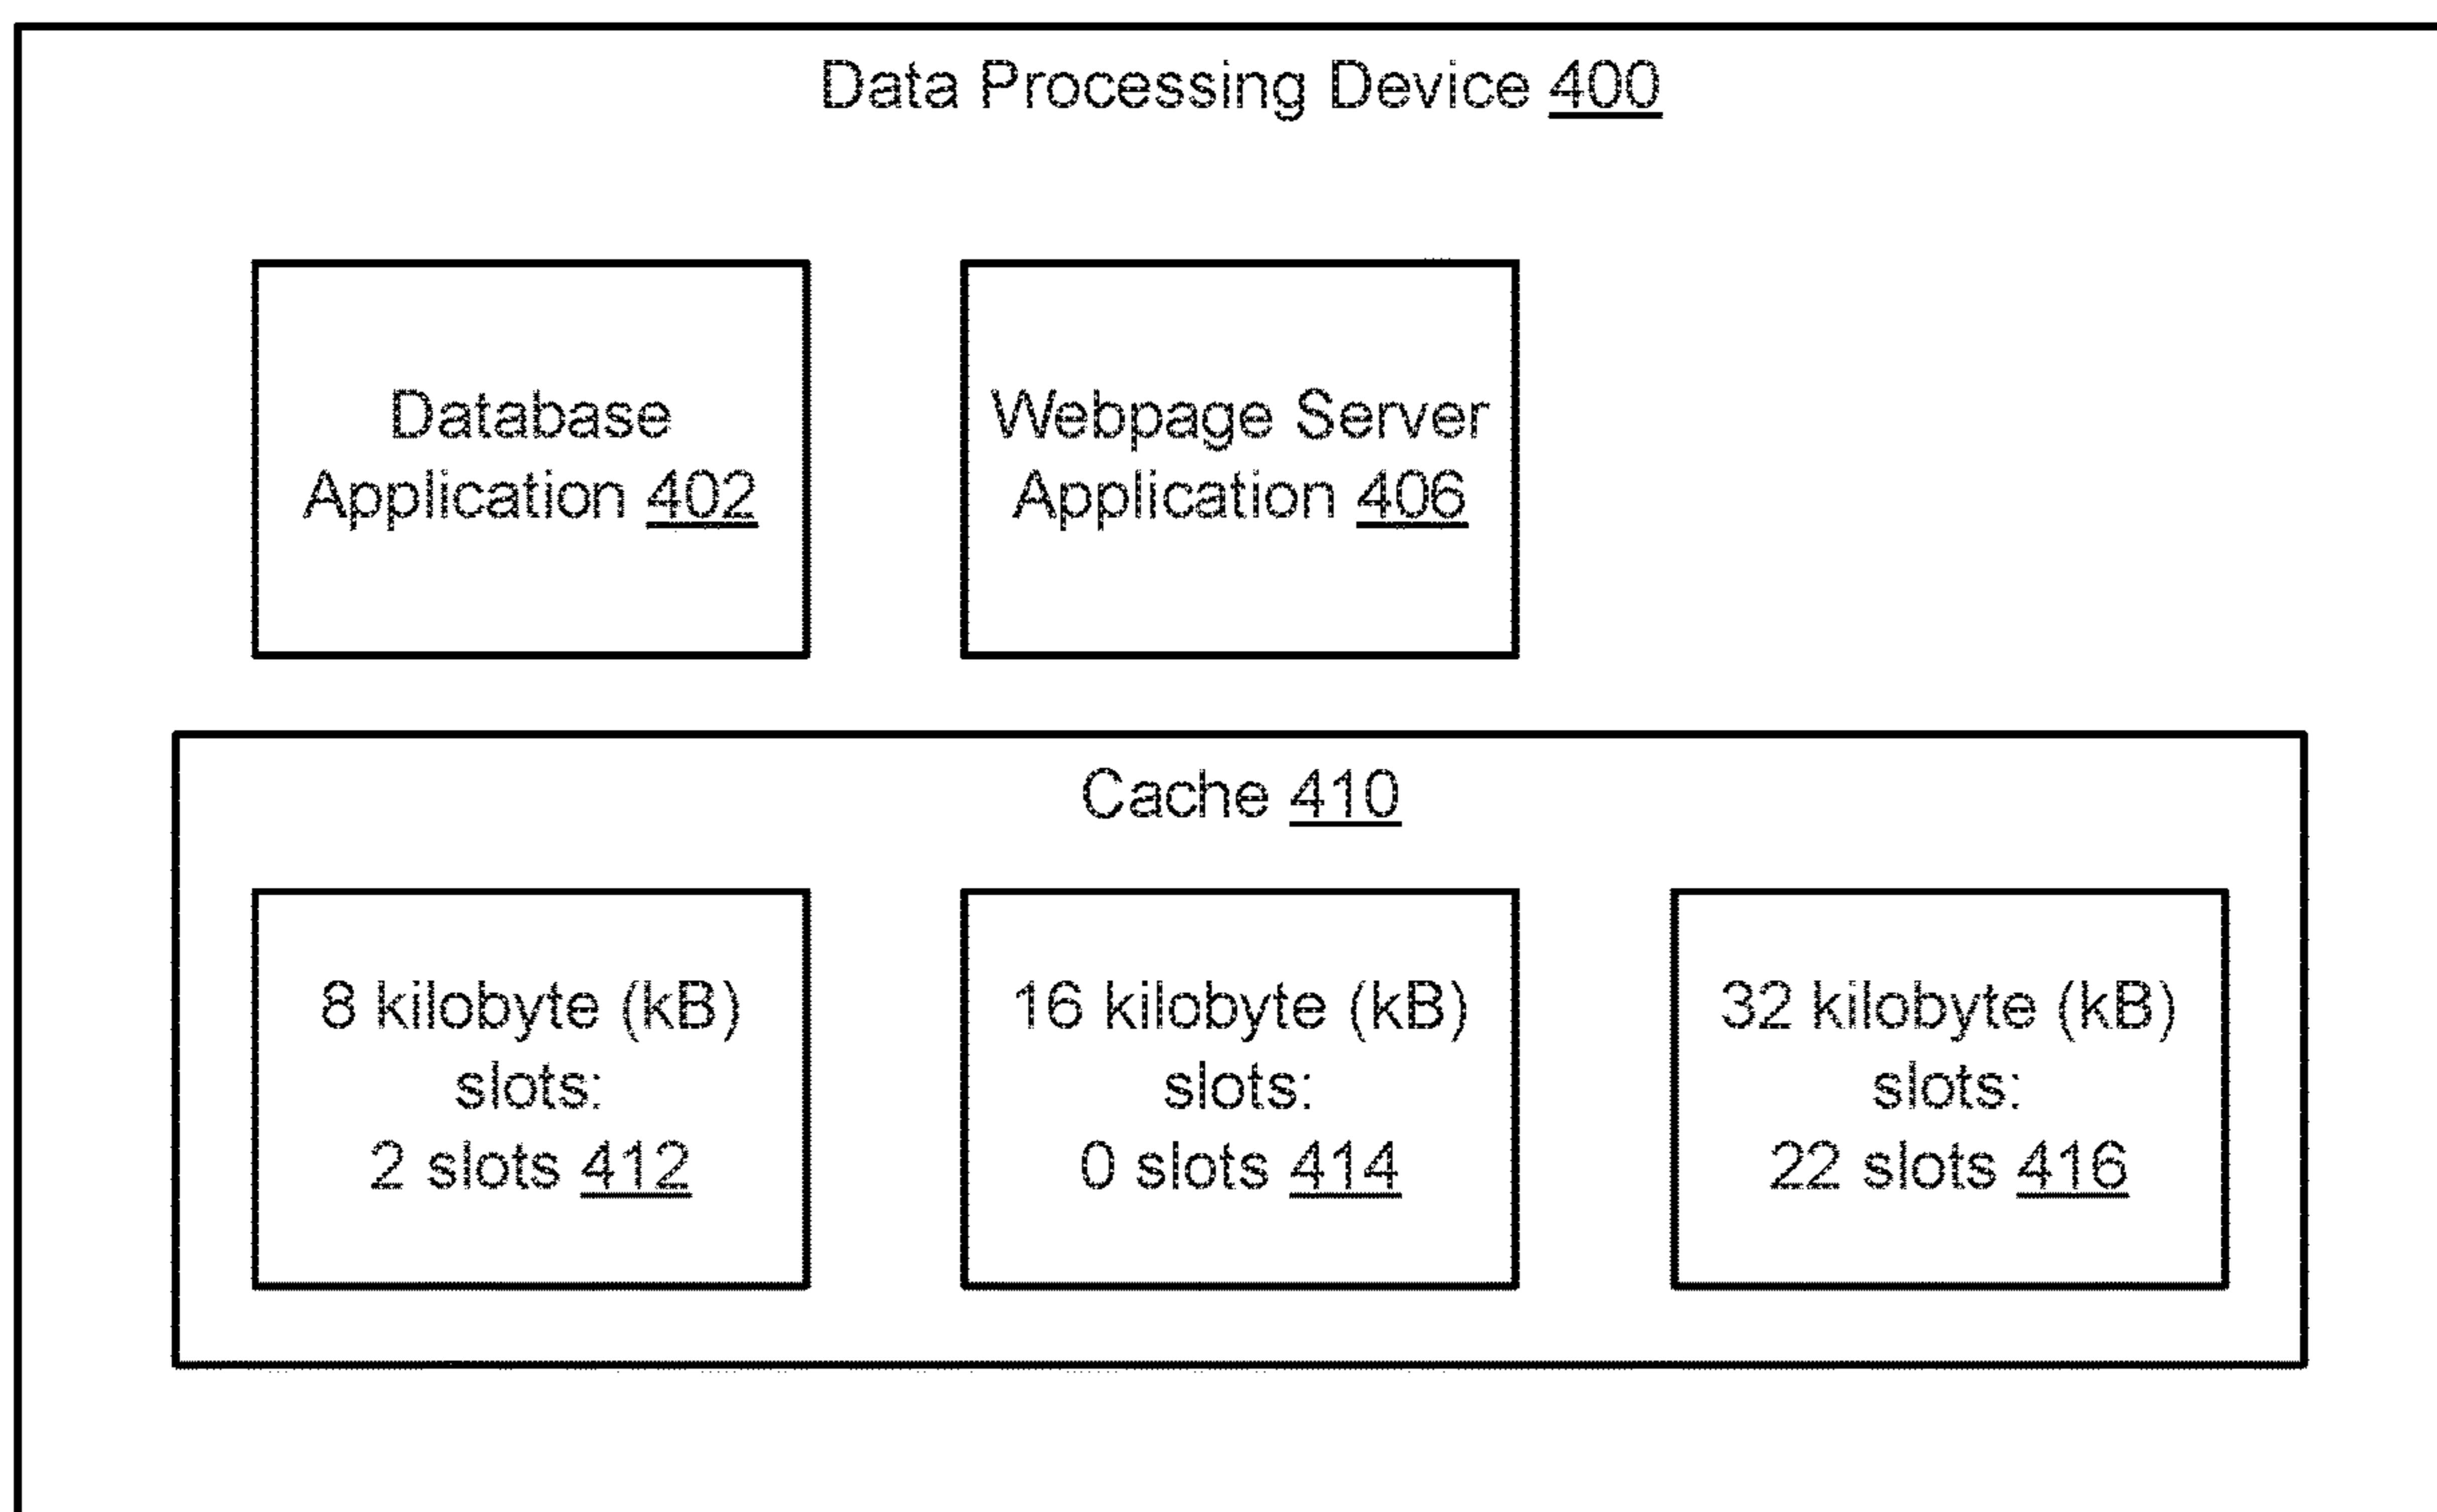 Data Processing Device 400
Database
Application 402
Webpage Server
Application 406
Cache 410
8 kilobyte (kB)
slots:
2 slots 412
16 kilobyte (kB)
slots:
0 slots 414
32 kilobyte (kB)
slots:
22 slots 416